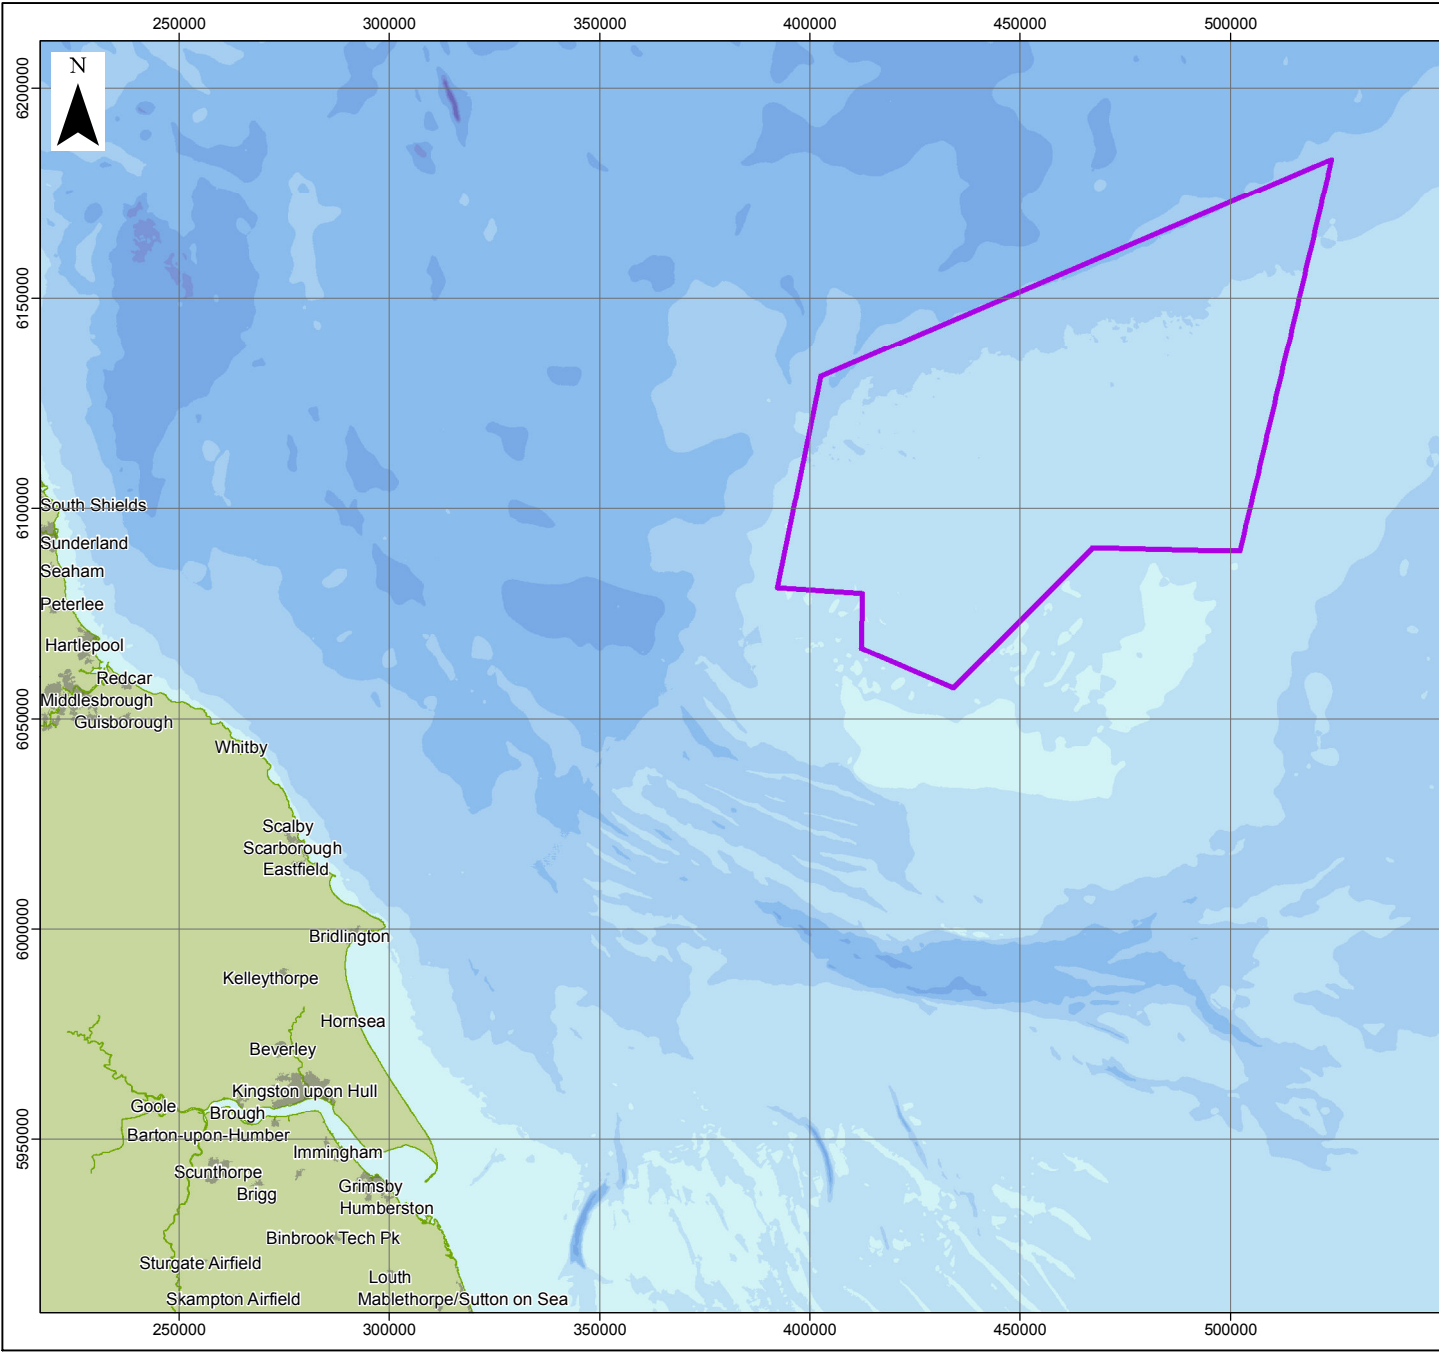 250000 300000 350000 400000 450000 500000
N
6200000
6150000
6100000
6050000
6000000
5950000
South Shields
Sunderland
Seaham
Peterlee
Hartlepool
Redcar
Middlesbrough
Guisborough
Whitby
Scalby
Scarborough
Eastfield
Bridlington
Kelleythorpe
Hornsea
Beverley
Kingston upon Hull
Goole
Brough
Barton-upon-Humber
Immingham
Scunthorpe
Grimsby
Brigg
Humberston
Binbrook Tech Pk
Sturgate Airfield
Louth
Skampton Airfield
Mablethorpe/Sutton on Sea
250000 300000 350000 400000 450000 500000